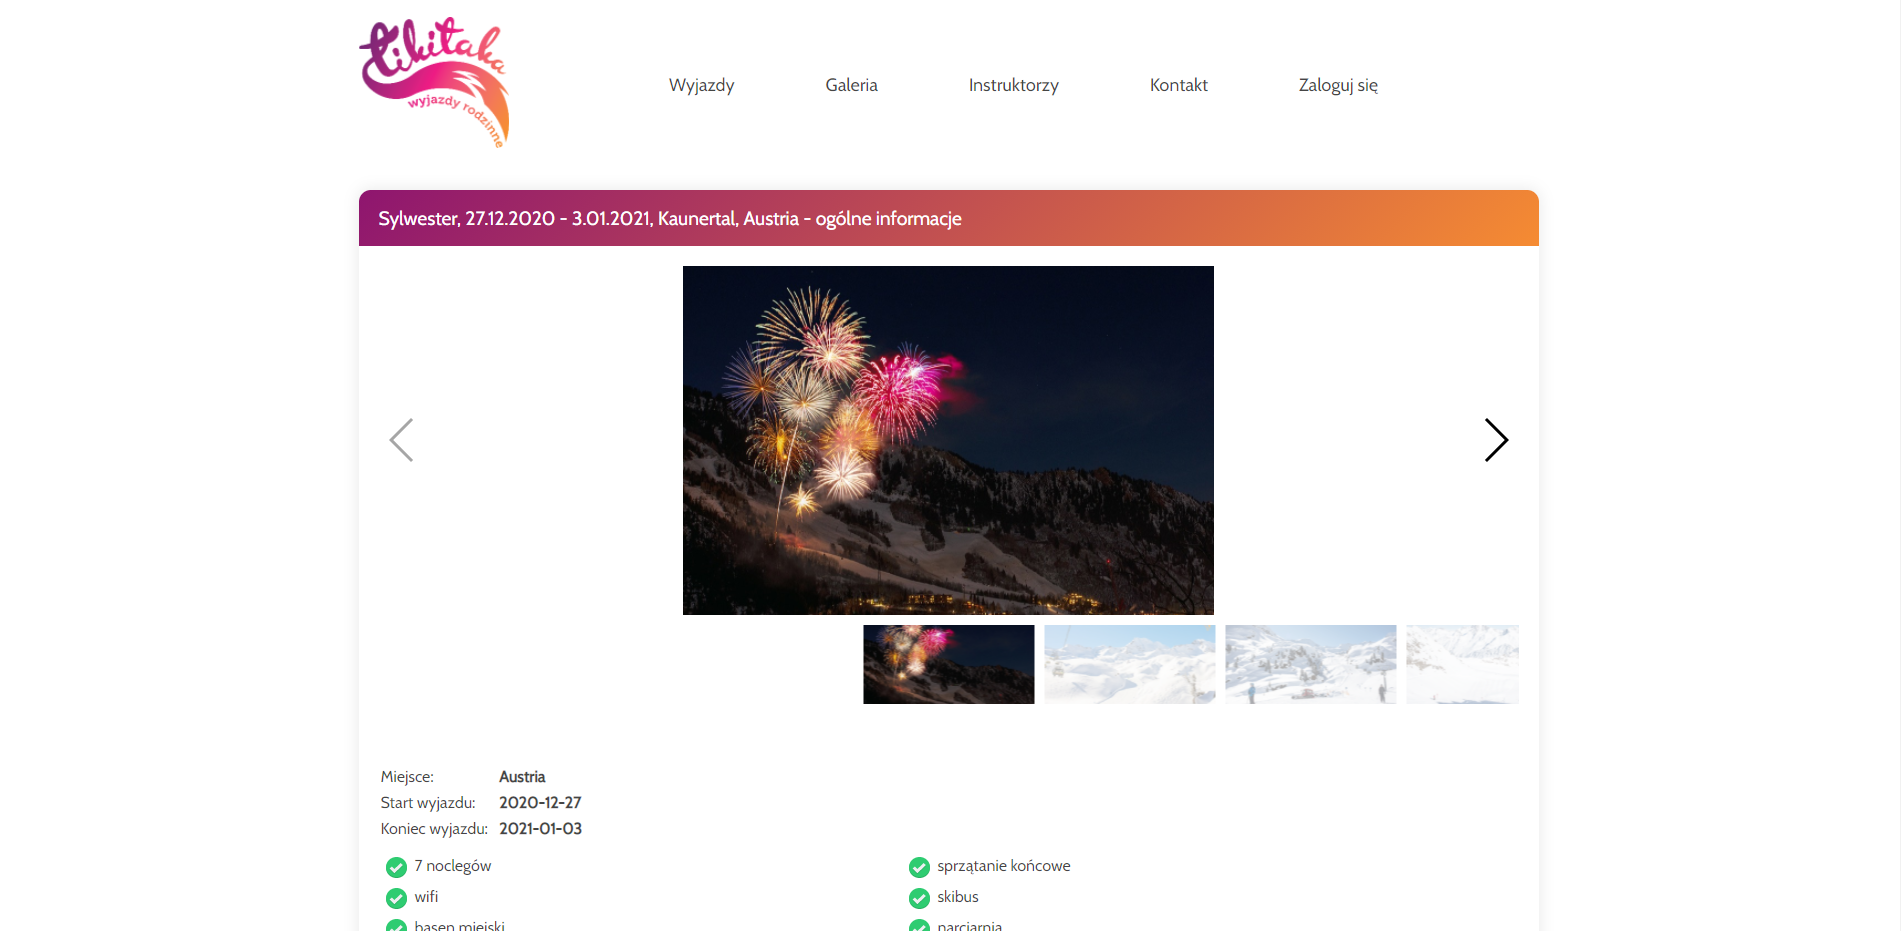 tikitaka
wyjazdy rodzinne
Wyjazdy
Galeria
Instruktorzy
Kontakt
Zaloguj się
Sylwester, 27.12.2020 - 3.01.2021, Kaunertal, Austria - ogólne informacje
Miejsce: Austria
Start wyjazdu: 2020-12-27
Koniec wyjazdu: 2021-01-03
7 noclegów
sprzątanie końcowe
wifi
skibus
basen miejski
narciarnia